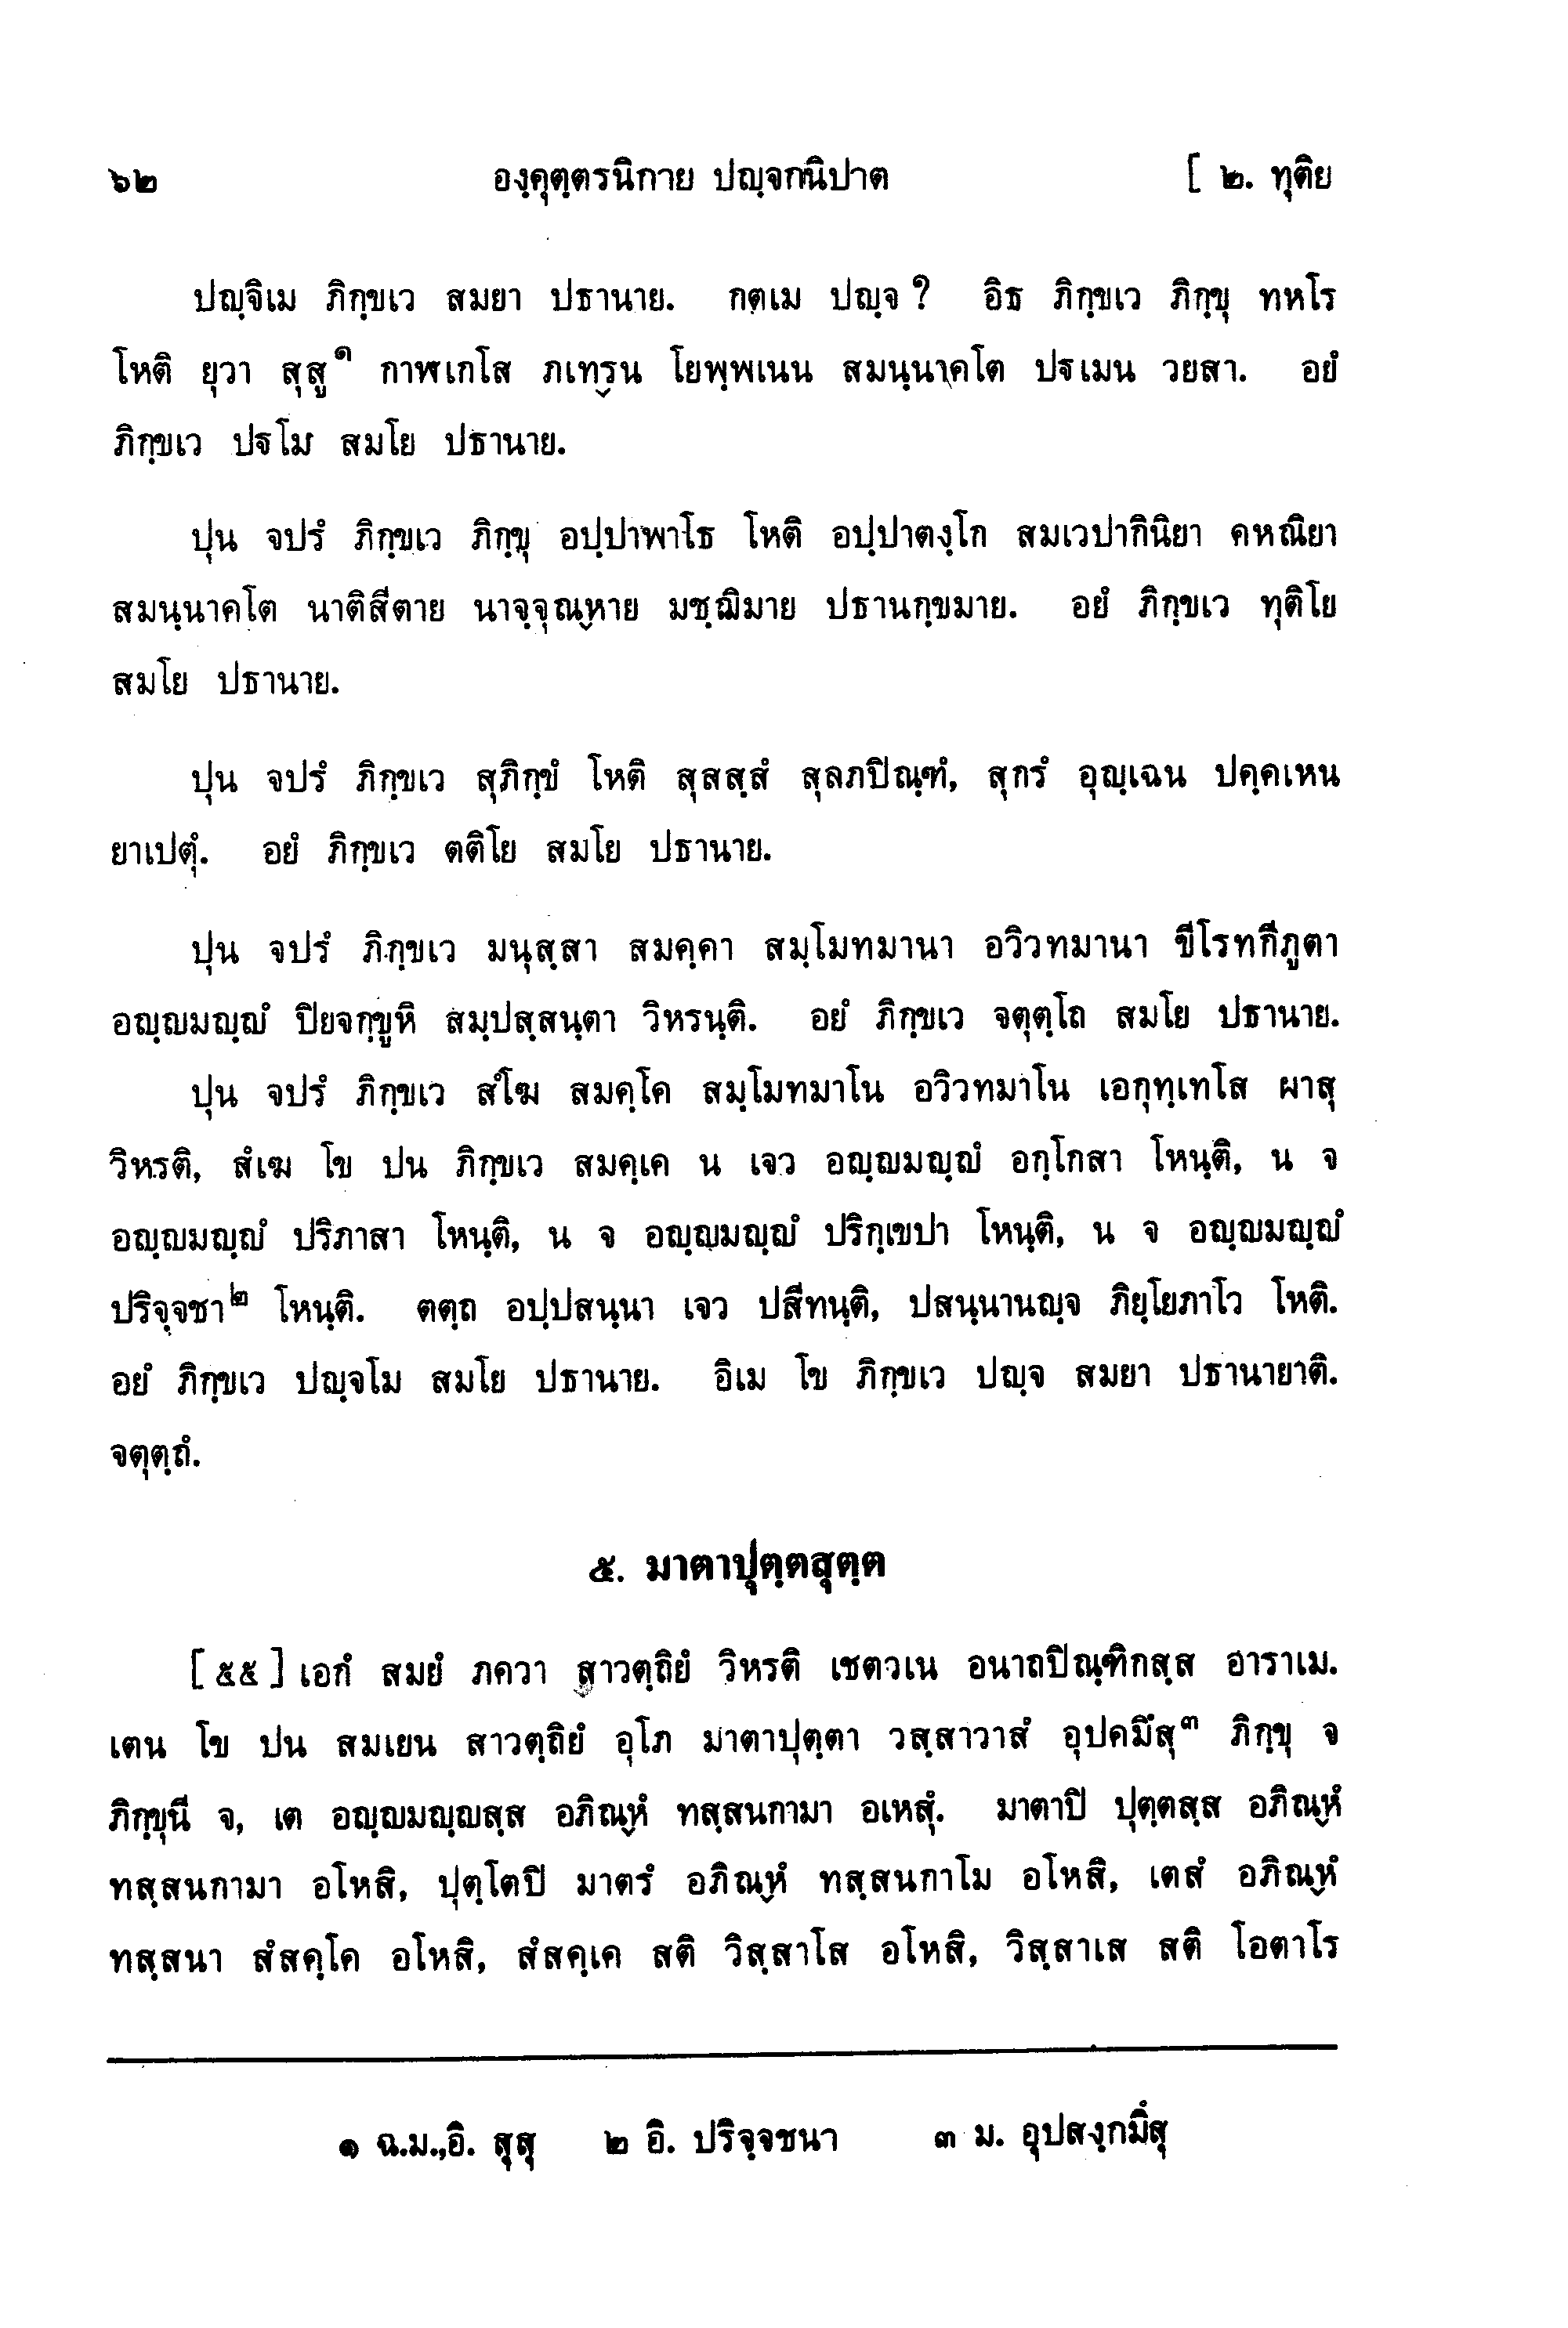 ๖๒ องฺคุตฺตรนิกาย ปญฺจกนิปาต [ ๒. ทุติย
ปญฺจิเม ภิกฺขเว สมยา ปธานาย. กตเม ปญฺจ ? อิธ ภิกฺขเว ภิกฺขุ ทหโร
โหติ ยุวา สุสู๑ กาฬเกโส ภเทฺรน โยพฺพเนน สมนฺนาคโต ปฐเมน วยสา. อยํ
ภิกฺขเว ปฐโม สมโย ปธานาย.
ปุน จปรํ ภิกฺขเว ภิกฺขุ อปฺปาพาโธ โหติ อปฺปาตงฺโก สมเวปากินิยา คหณิยา
สมนฺนาคโต นาติสีตาย นาจฺจุณฺหาย มชฺฌิมาย ปธานกฺขมาย. อยํ ภิกฺขเว ทุติโย
สมโย ปธานาย.
ปุน จปรํ ภิกฺขเว สุภิกฺขํ โหติ สุสสฺสํ สุลภปิณฺฑํ, สุกรํ อุญฺเฉน ปคฺคเหน
ยาเปตุํ. อยํ ภิกฺขเว ตติโย สมโย ปธานาย.
ปุน จปรํ ภิกฺขเว มนุสฺสา สมคฺคา สมฺโมทมานา อวิวทมานา ขีโรทกีภูตา
อญฺญมญฺญํ ปิยจกฺขูหิ สมฺปสฺสนฺตา วิหรนฺติ. อยํ ภิกฺขเว จตุตฺโถ สมโย ปธานาย.
ปุน จปรํ ภิกฺขเว สํโฆ สมคฺโค สมฺโมทมาโน อวิวทมาโน เอกุทฺเทโส ผาสุ
วิหรติ, สํเฆ โข ปน ภิกฺขเว สมคฺเค น เจว อญฺญมญฺญํ อกฺโกสา โหนฺติ, น จ
อญฺญมญฺญํ ปริภาสา โหนฺติ, น จ อญฺญมญฺญํ ปริกฺเขปา โหนฺติ, น จ อญฺญมญฺญํ
ปริจฺจชา๒ โหนฺติ. ตตฺถ อปฺปสนฺนา เจว ปสีทนฺติ, ปสนฺนานญฺจ ภิยฺโยภาโว โหติ.
อยํ ภิกฺขเว ปญฺจโม สมโย ปธานาย. อิเม โข ภิกฺขเว ปญฺจ สมยา ปธานายาติ.
จตุตฺถํ.
๕. มาตาปุตฺตสุตฺต
[ ๕๕ ] เอกํ สมยํ ภควา สาวตฺถิยํ วิหรติ เชตวเน อนาถปิณฺฑิกสฺส อาราเม.
เตน โข ปน สมเยน สาวตฺถิยํ อุโภ มาตาปุตฺตา วสฺสาวาสํ อุปคมึสุ๓ ภิกฺขุ จ
ภิกฺขุนี จ, เต อญฺญมญฺญสฺส อภิณฺหํ ทสฺสนกามา อเหสุํ. มาตาปิ ปุตฺตสฺส อภิณฺหํ
ทสฺสนกามา อโหสิ, ปุตฺโตปิ มาตรํ อภิณฺหํ ทสฺสนกาโม อโหสิ, เตสํ อภิณฺหํ
ทสฺสนา สํสคฺโค อโหสิ, สํสคฺเค สติ วิสฺสาโส อโหสิ, วิสฺสาเส สติ โอตาโร
๑ ฉ.ม.,อิ. สุสุ ๒ อิ. ปริจฺจชนา ๓ ม. อุปสงฺกมึสุ